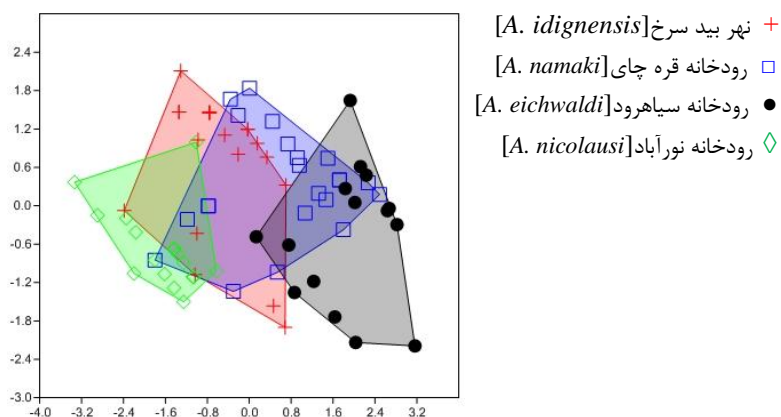 نهر بید سرخ[A. idignensis]
رودخانه قره چای[A. namaki]
رودخانه سیاهرود[A. eichwaldi]
رودخانه نورآباد[A. nicolausi]
2.4
1.8
1.2
0.6
0.0
-0.6
-1.2
-1.8
-2.4
-3.0
-4.0 -3.2 -2.4 -1.6 -0.8 0.0 0.8 1.6 2.4 3.2